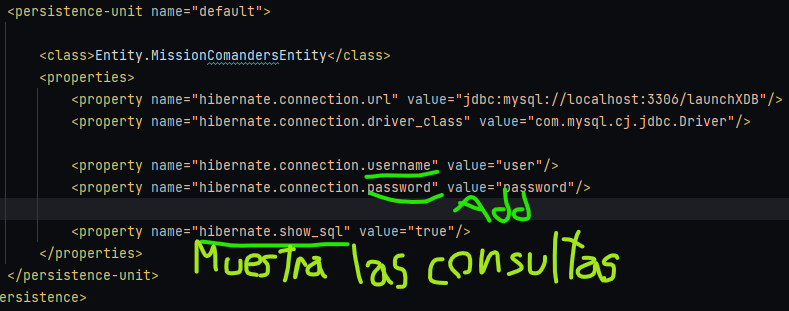 <persistence-unit name="default">
<class>Entity.MissionComandersEntity</class>
<properties>
<property name="hibernate.connection.url" value="jdbc:mysql://localhost:3306/launchXDB"/>
<property name="hibernate.connection.driver_class" value="com.mysql.cj.jdbc.Driver"/>
<property name="hibernate.connection.username" value="user"/>
<property name="hibernate.connection.password" value="password"/>
Add
<property name="hibernate.show_sql" value="true"/>
</properties>
Muestra las consultas
</persistence-unit>
ersistence>